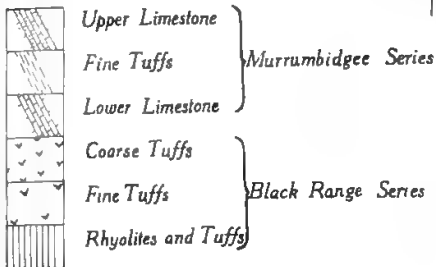 Upper Limestone
Fine Tuffs
Murrumbidgee Series
Lower Limestone
Coarse Tuffs
Fine Tuffs
Black Range Series
Rhyolites and Tuffs